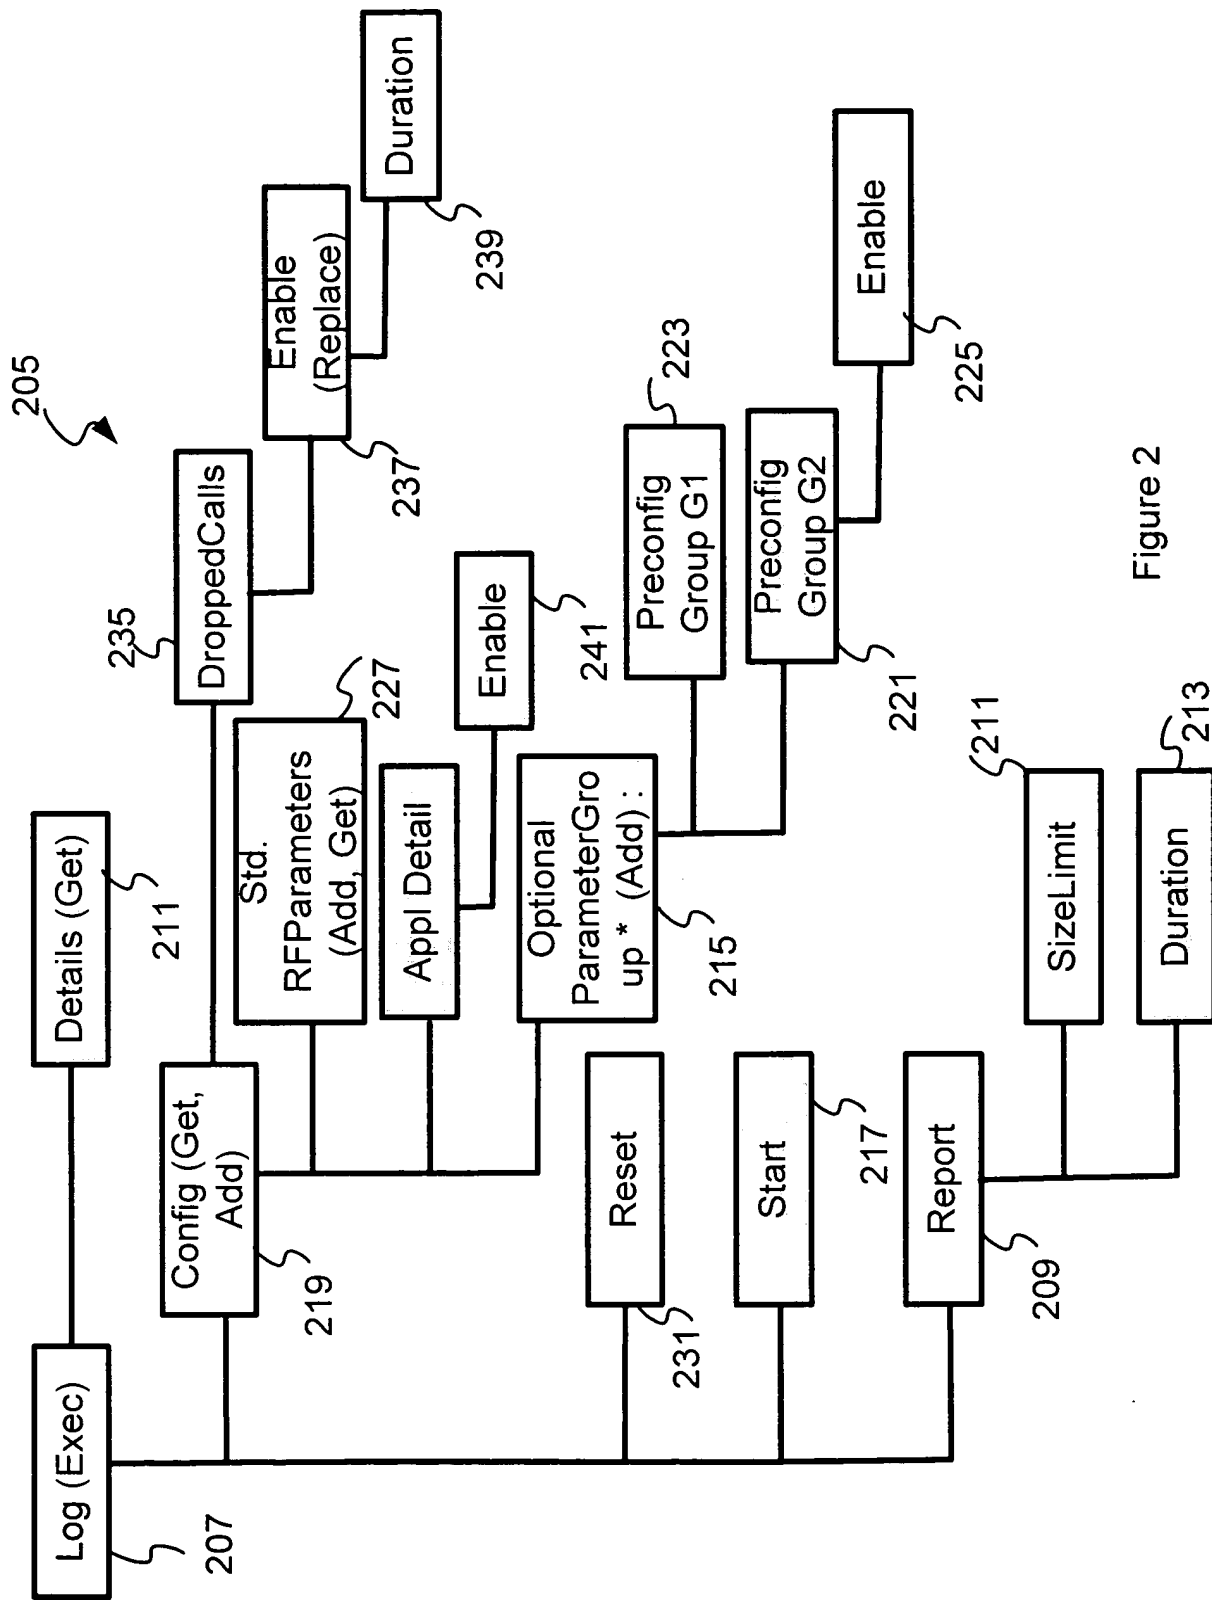 205
Log (Exec)
207
Details (Get)
211
Config (Get,
Add)
219
DroppedCalls
235
Enable
(Replace)
237
Duration
239
Std.
RFParameters
(Add, Get)
227
Appl Detail
Enable
241
Optional
ParameterGro
up * (Add) :
215
Preconfig
Group G1
223
Preconfig
Group G2
221
Enable
225
Reset
231
Start
217
Report
209
SizeLimit
211
Duration
213
Figure 2